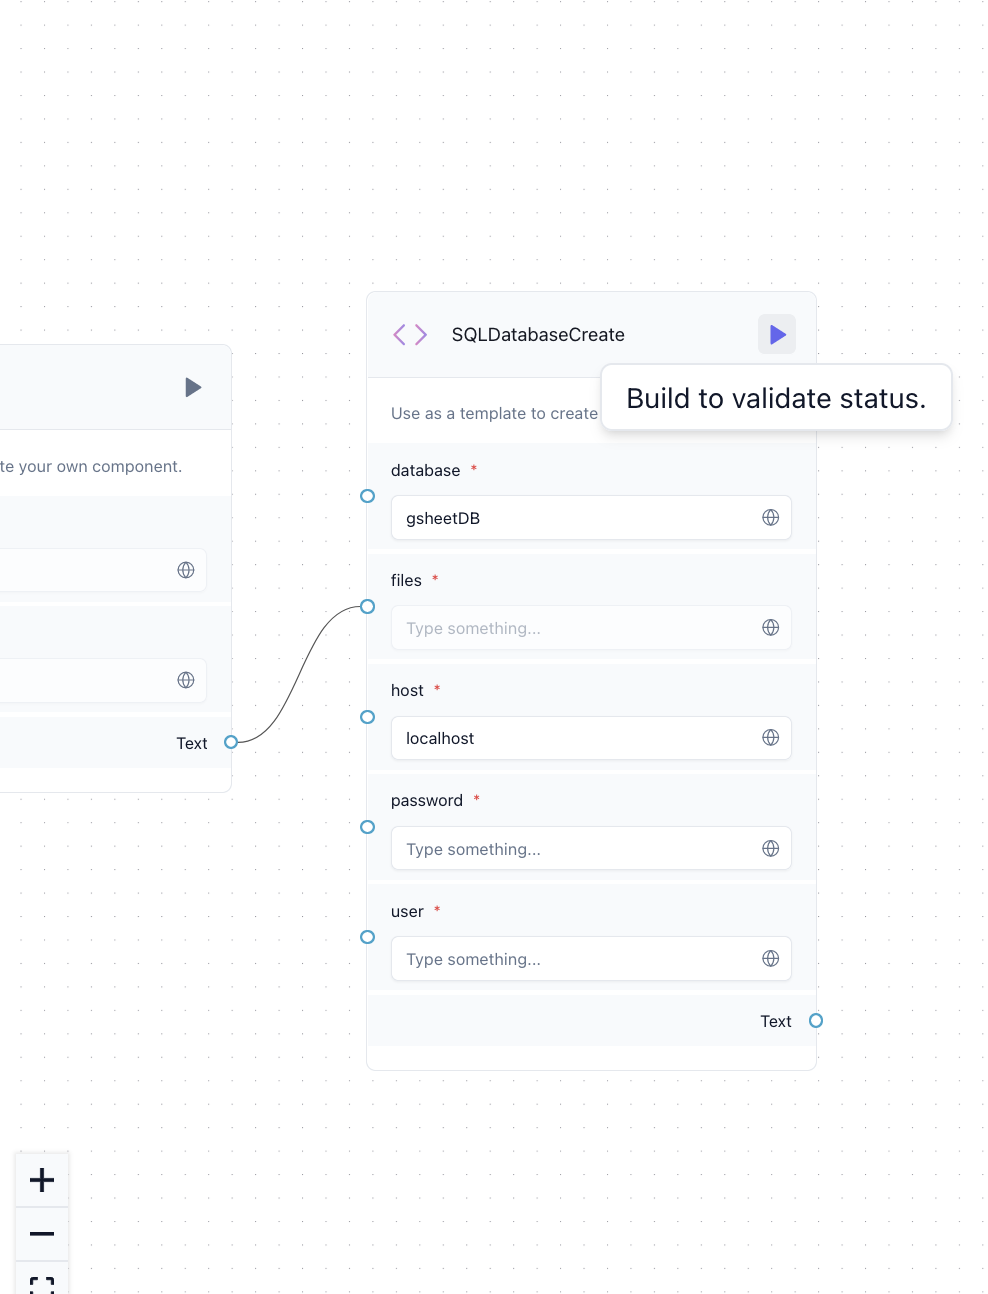 SQLDatabaseCreate
Build to validate status.
Use as a template to create
te your own component.
database *
gsheetDB
files *
Type something...
host *
localhost
Text
password *
Type something...
user *
Type something...
Text